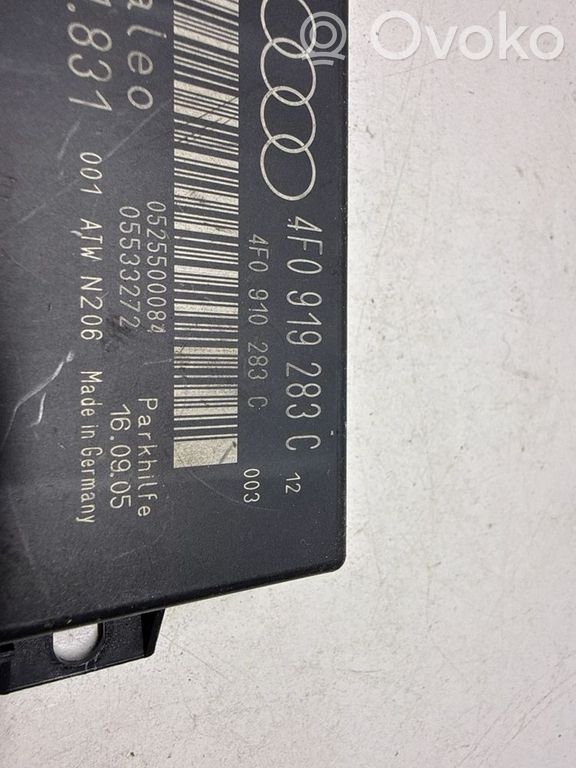 Ovoko
4F0 919 283 C 12
4F0 910 283 C 003
aleo
.831
0525500084
05533272
Parkhilfe
16.09.05
001 ATW N206
Made in Germany